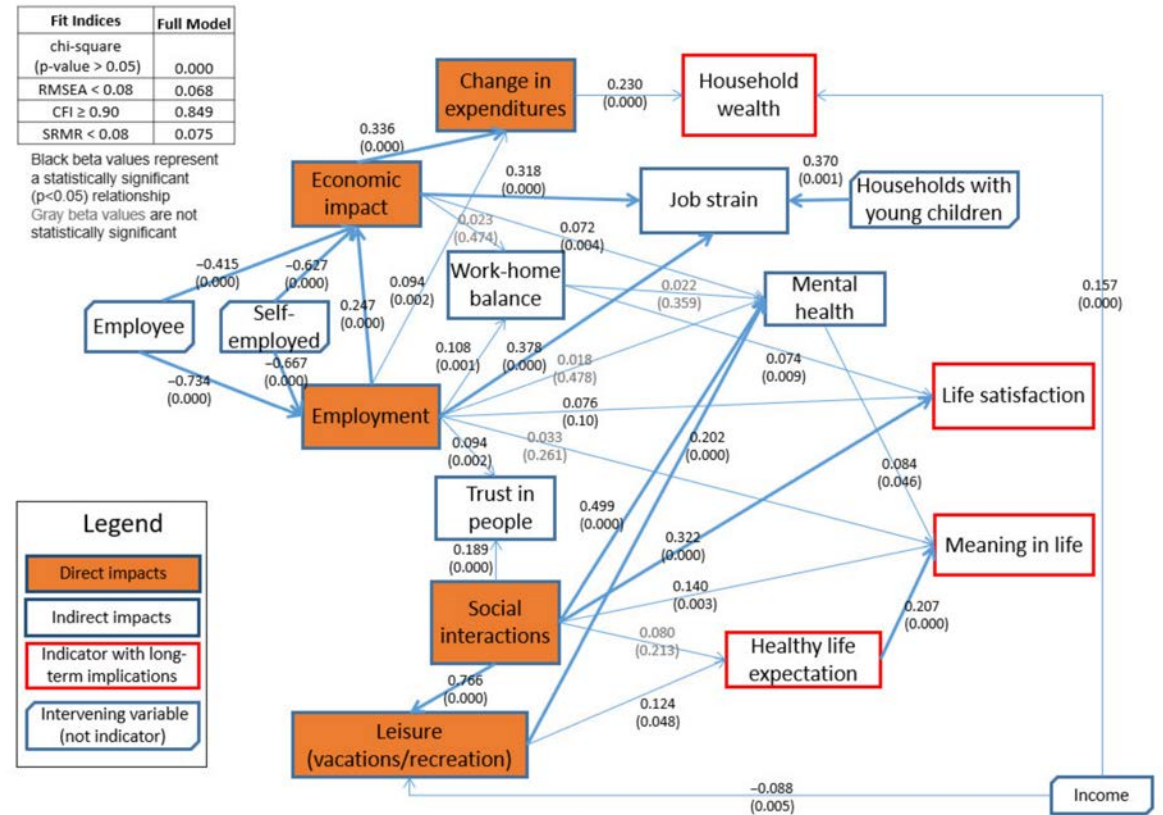 Fit Indices Full Model
chi-square
(p-value > 0.05) 0.000
RMSEA < 0.08 0.068
CFI ≥ 0.90 0.849
SRMR < 0.08 0.075
Black beta values represent
a statistically significant
(p<0.05) relationship
Gray beta values are not
statistically significant
Change in
expenditures
0.230
(0.000)
Household
wealth
0.336
(0.000)
Economic
impact
0.318
(0.000)
Job strain
0.370
(0.001)
Households with
young children
0.023
(0.474)
0.072
(0.004)
−0.415
(0.000)
−0.627
(0.000)
0.094
(0.002)
Work-home
balance
0.022
(0.359)
Mental
health
0.157
(0.000)
Employee
Self-
employed
0.247
(0.000)
0.108
(0.001)
0.378
(0.000)
0.018
(0.478)
0.074
(0.009)
−0.734
(0.000)
−0.667
(0.000)
Employment
0.076
(0.10)
Life satisfaction
0.094
(0.002)
0.033
(0.261)
0.202
(0.000)
0.084
(0.046)
Trust in
people
0.499
(0.000)
0.322
(0.000)
Meaning in life
0.189
(0.000)
0.140
(0.003)
0.207
(0.000)
Social
interactions
0.080
(0.213)
Healthy life
expectation
0.766
(0.000)
0.124
(0.048)
Leisure
(vacations/recreation)
−0.088
(0.005)
Income
Legend
Direct impacts
Indirect impacts
Indicator with long-
term implications
Intervening variable
(not indicator)